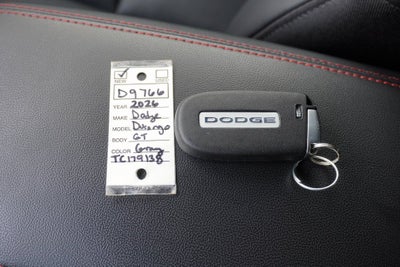 NEW USED
D9766
YEAR 2026
MAKE Dodge
MODEL Durango
BODY GT
COLOR Gray
TC179138
DODGE